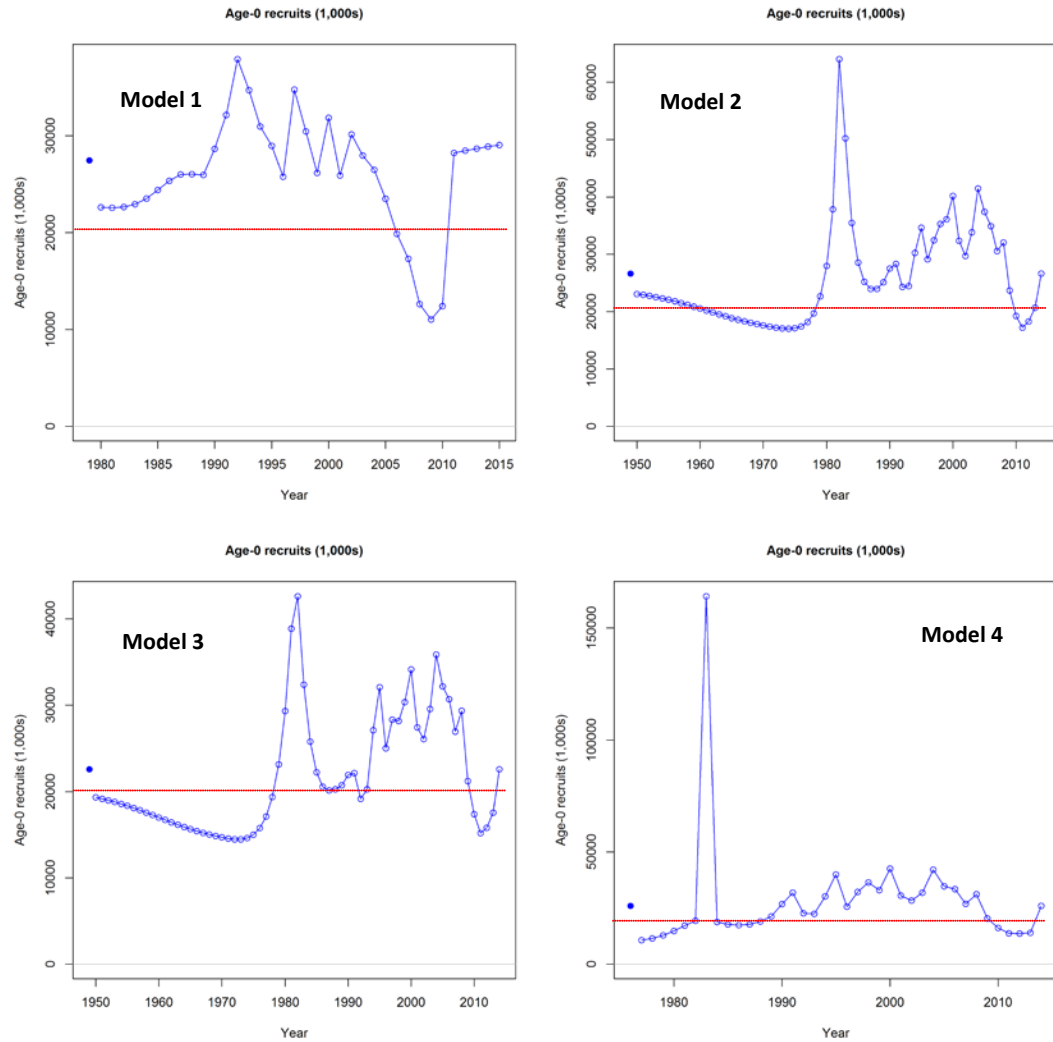 Age-0 recruits (1,000s)
Model 1
Age-0 recruits (1,000s)
0
10000
20000
30000
1980 1985 1990 1995 2000 2005 2010 2015
Year
Age-0 recruits (1,000s)
Model 2
Age-0 recruits (1,000s)
0
10000
20000
30000
40000
50000
60000
1950 1960 1970 1980 1990 2000 2010
Year
Age-0 recruits (1,000s)
Model 3
Age-0 recruits (1,000s)
0
10000
20000
30000
40000
1950 1960 1970 1980 1990 2000 2010
Year
Age-0 recruits (1,000s)
Model 4
Age-0 recruits (1,000s)
0
50000
100000
150000
1980 1990 2000 2010
Year